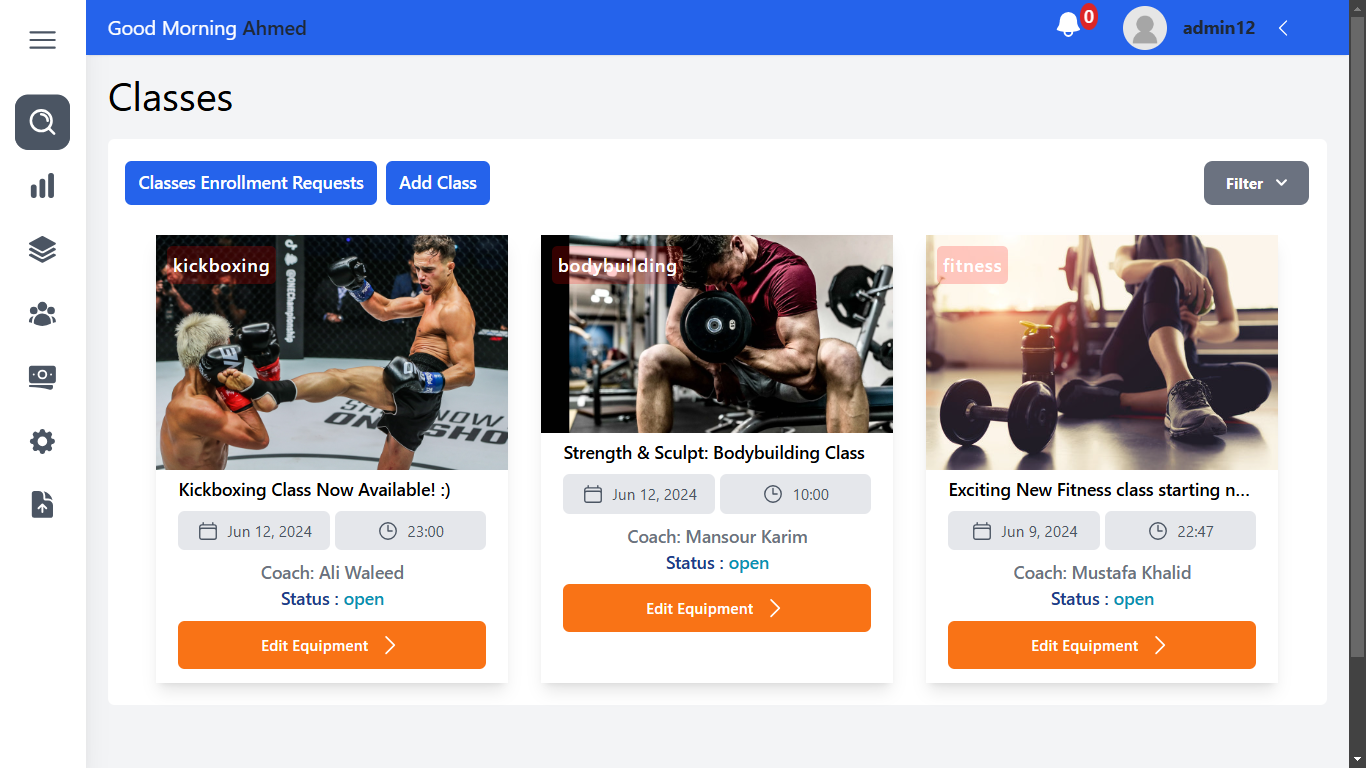 Good Morning Ahmed
0
admin12
Classes
Classes Enrollment Requests
Add Class
Filter
kickboxing
@ONEChampionship
Kickboxing Class Now Available! :)
Jun 12, 2024
23:00
Coach: Ali Waleed
Status : open
Edit Equipment
bodybuilding
Strength & Sculpt: Bodybuilding Class
Jun 12, 2024
10:00
Coach: Mansour Karim
Status : open
Edit Equipment
fitness
Exciting New Fitness class starting n...
Jun 9, 2024
22:47
Coach: Mustafa Khalid
Status : open
Edit Equipment